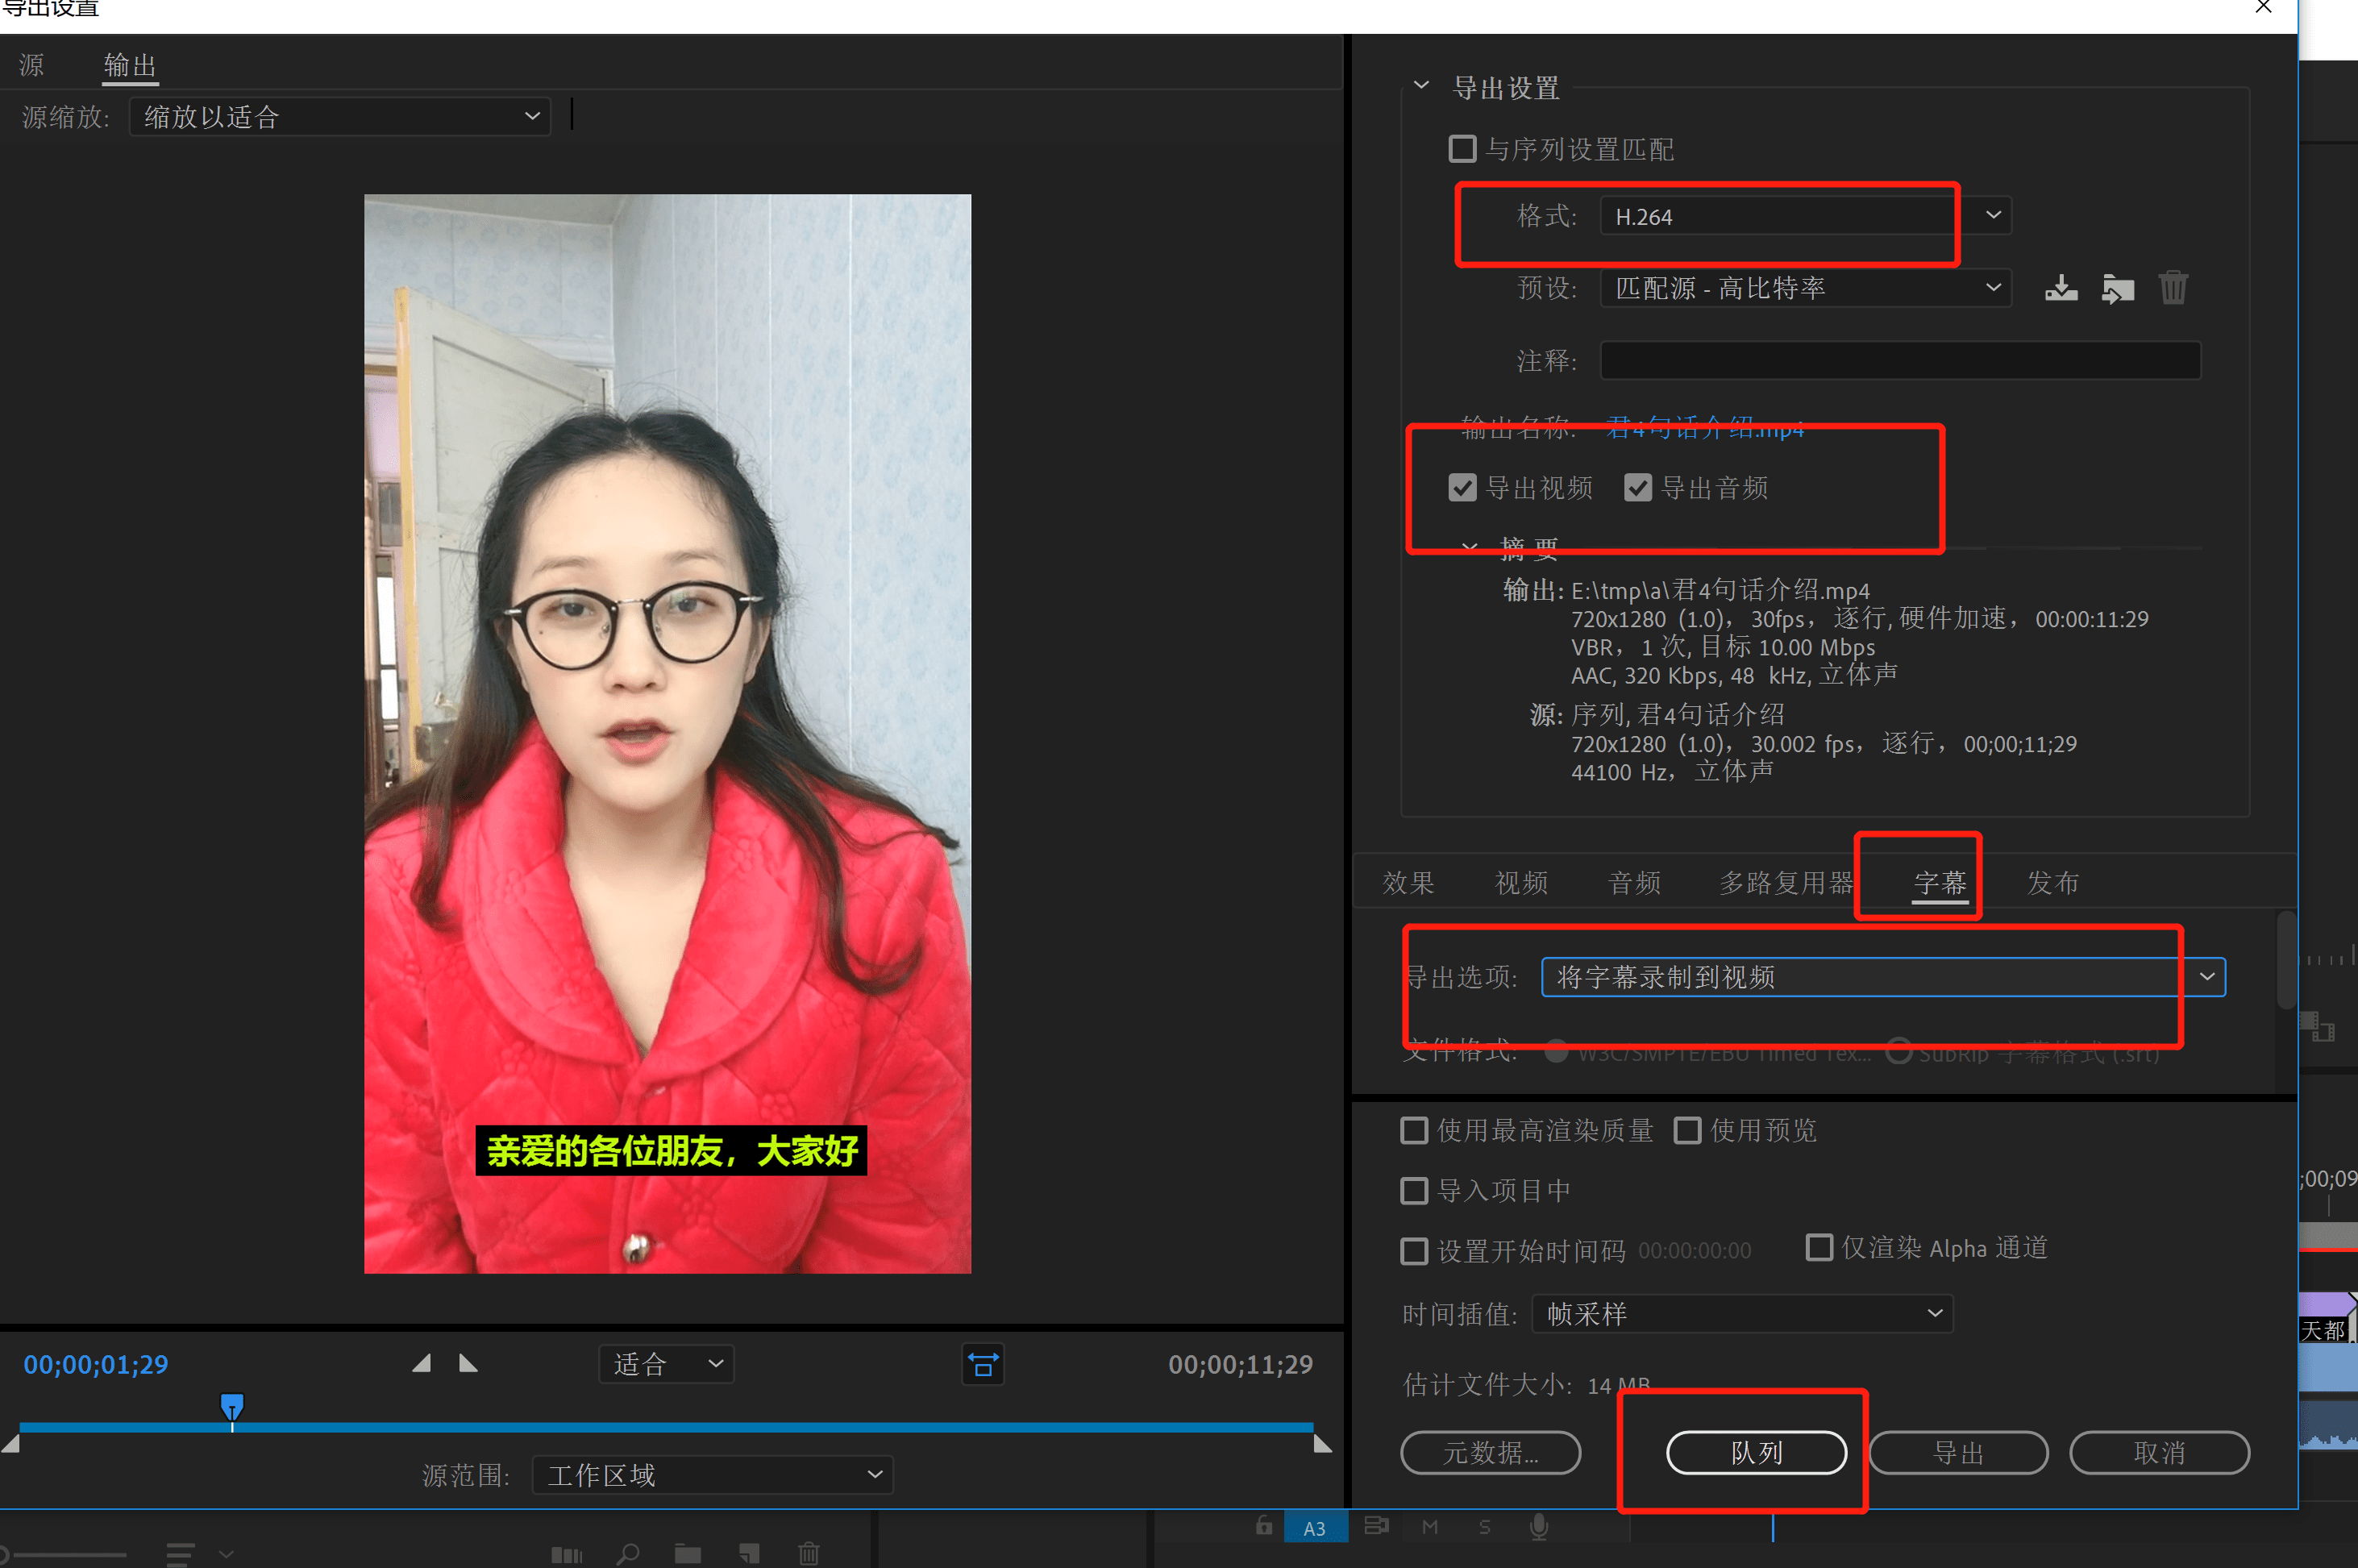 导出设置
源
输出
源缩放:
缩放以适合
导出设置
与序列设置匹配
格式:
H.264
预设:
匹配源 - 高比特率
注释:
输出名称:
君4句话介绍.mp4
导出视频
导出音频
摘要
输出: E:\tmp\a\君4句话介绍.mp4
720x1280 (1.0), 30fps, 逐行, 硬件加速, 00:00:11:29
VBR, 1 次, 目标 10.00 Mbps
AAC, 320 Kbps, 48 kHz, 立体声
源: 序列, 君4句话介绍
720x1280 (1.0), 30.002 fps, 逐行, 00;00;11;29
44100 Hz, 立体声
效果
视频
音频
多路复用器
字幕
发布
导出选项:
将字幕录制到视频
文件格式:
W3C/SMPTE/EBU Timed Tex...
SubRip 字幕格式 (.srt)
亲爱的各位朋友，大家好
使用最高渲染质量
使用预览
导入项目中
;00;09
设置开始时间码
00:00:00:00
仅渲染 Alpha 通道
时间插值:
帧采样
天都
00;00;01;29
适合
00;00;11;29
估计文件大小: 14 MB
元数据...
队列
导出
取消
源范围:
工作区域
A3
M
S